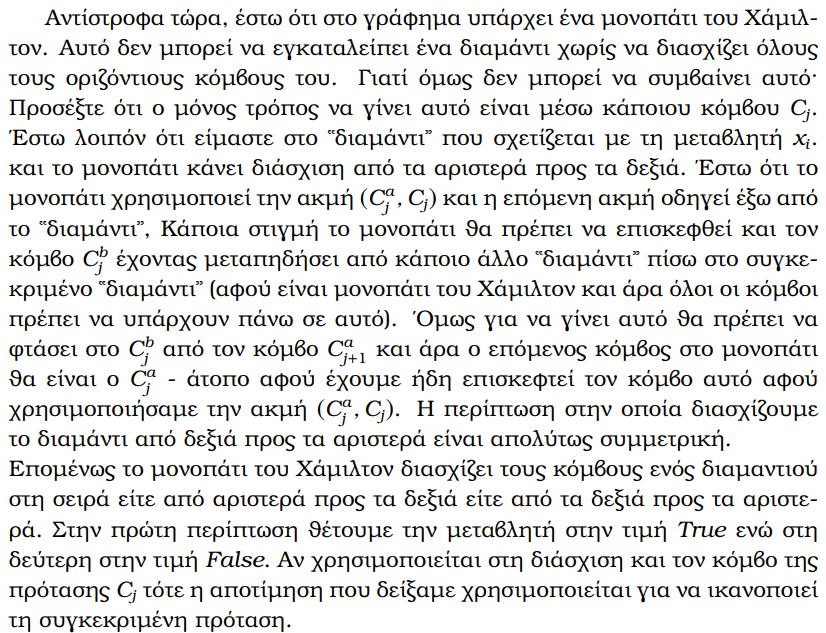 Αντίστροφα τώρα, έστω ότι στο γράφημα υπάρχει ένα μονοπάτι του Χάμιλ-
τον. Αυτό δεν μπορεί να εγκαταλείπει ένα διαμάντι χωρίς να διασχίζει όλους
τους οριζόντιους κόμβους του. Γιατί όμως δεν μπορεί να συμβαίνει αυτό·
Προσέξτε ότι ο μόνος τρόπος να γίνει αυτό είναι μέσω κάποιου κόμβου C_j.
Έστω λοιπόν ότι είμαστε στο “διαμάντι” που σχετίζεται με τη μεταβλητή x_i.
και το μονοπάτι κάνει διάσχιση από τα αριστερά προς τα δεξιά. Έστω ότι το
μονοπάτι χρησιμοποιεί την ακμή (C_j^a, C_j) και η επόμενη ακμή οδηγεί έξω από
το “διαμάντι”, Κάποια στιγμή το μονοπάτι θα πρέπει να επισκεφθεί και τον
κόμβο C_j^b έχοντας μεταπηδήσει από κάποιο άλλο “διαμάντι” πίσω στο συγκε-
κριμένο “διαμάντι” (αφού είναι μονοπάτι του Χάμιλτον και άρα όλοι οι κόμβοι
πρέπει να υπάρχουν πάνω σε αυτό). Όμως για να γίνει αυτό θα πρέπει να
φτάσει στο C_j^b από τον κόμβο C_{j+1}^a και άρα ο επόμενος κόμβος στο μονοπάτι
θα είναι ο C_j^a - άτοπο αφού έχουμε ήδη επισκεφτεί τον κόμβο αυτό αφού
χρησιμοποιήσαμε την ακμή (C_j^a, C_j). Η περίπτωση στην οποία διασχίζουμε
το διαμάντι από δεξιά προς τα αριστερά είναι απολύτως συμμετρική.
Επομένως το μονοπάτι του Χάμιλτον διασχίζει τους κόμβους ενός διαμαντιού
στη σειρά είτε από αριστερά προς τα δεξιά είτε από τα δεξιά προς τα αριστε-
ρά. Στην πρώτη περίπτωση θέτουμε την μεταβλητή στην τιμή True ενώ στη
δεύτερη στην τιμή False. Αν χρησιμοποιείται στη διάσχιση και τον κόμβο της
πρότασης C_j τότε η αποτίμηση που δείξαμε χρησιμοποιείται για να ικανοποιεί
τη συγκεκριμένη πρόταση.